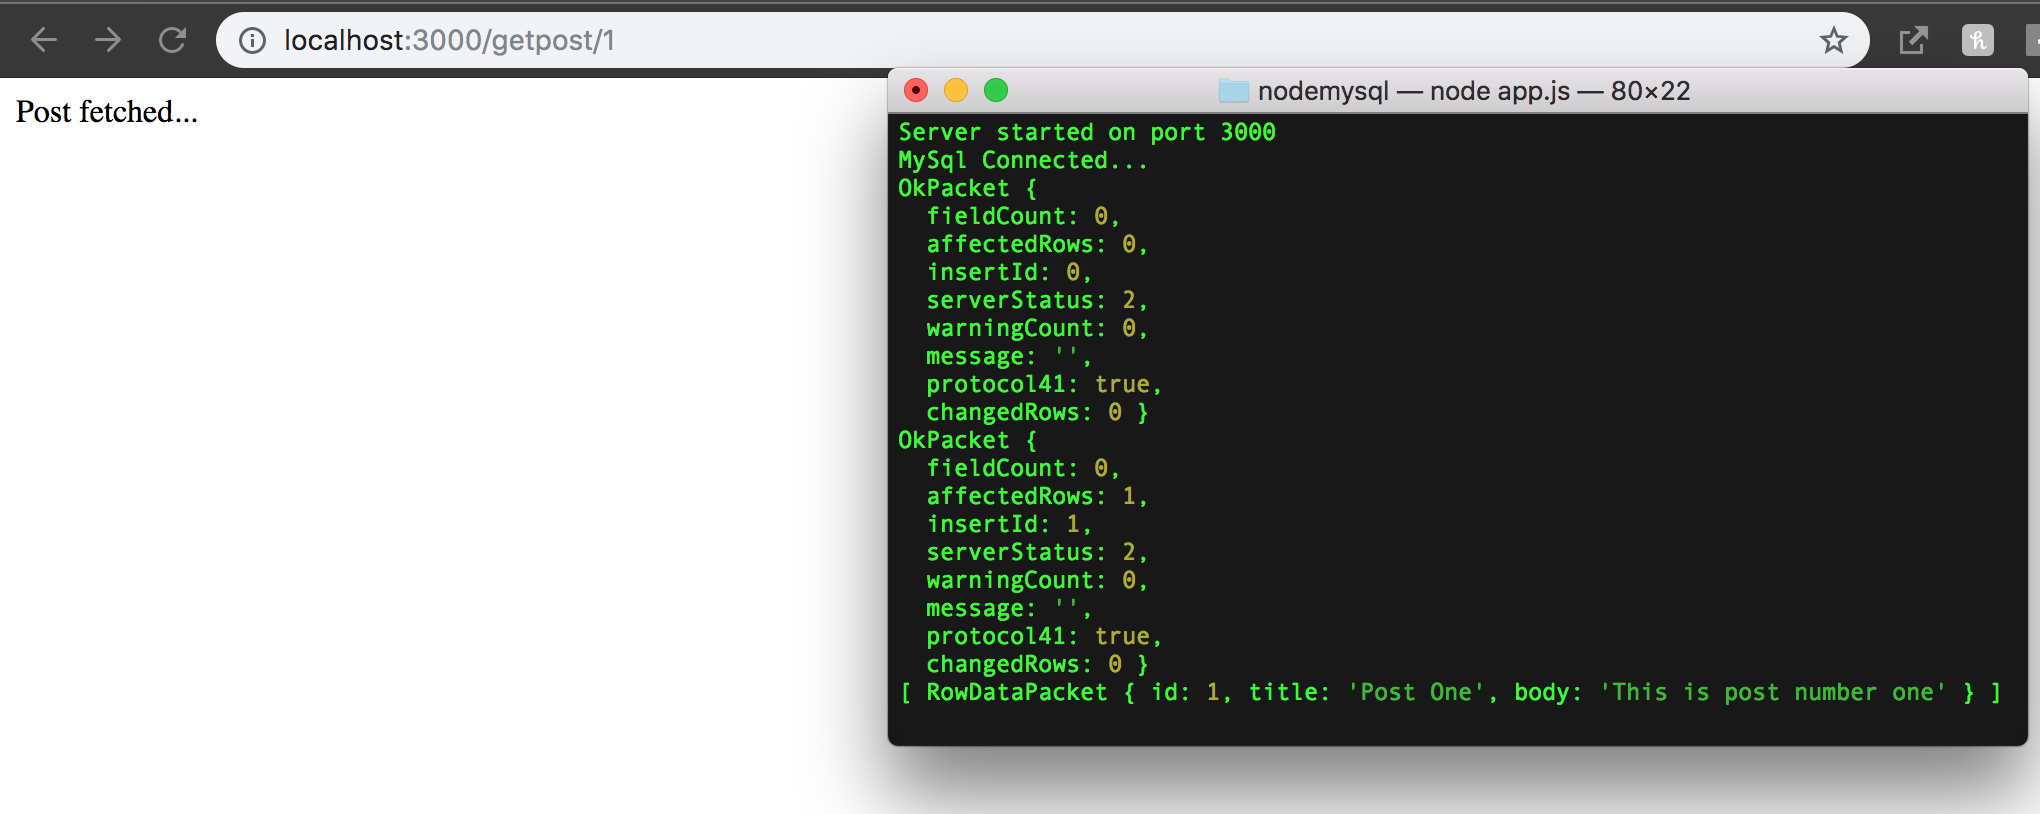 localhost:3000/getpost/1
Post fetched...
nodemysql — node app.js — 80×22
Server started on port 3000
MySql Connected...
OkPacket {
  fieldCount: 0,
  affectedRows: 0,
  insertId: 0,
  serverStatus: 2,
  warningCount: 0,
  message: '',
  protocol41: true,
  changedRows: 0 }
OkPacket {
  fieldCount: 0,
  affectedRows: 1,
  insertId: 1,
  serverStatus: 2,
  warningCount: 0,
  message: '',
  protocol41: true,
  changedRows: 0 }
[ RowDataPacket { id: 1, title: 'Post One', body: 'This is post number one' } ]